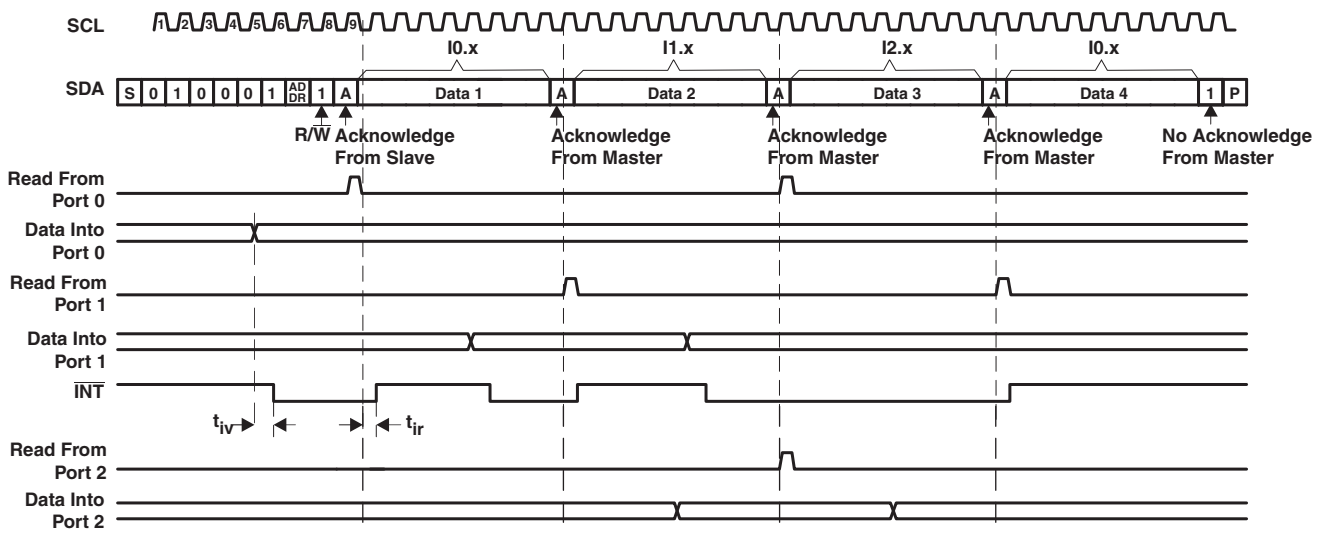 SCL 1 2 3 4 5 6 7 8 9
I0.x I1.x I2.x I0.x
SDA S 0 1 0 0 0 1 AD DR 1 A Data 1 A Data 2 A Data 3 A Data 4 1 P
R/W Acknowledge Acknowledge Acknowledge Acknowledge No Acknowledge
From Slave From Master From Master From Master From Master
Read From
Port 0
Data Into
Port 0
Read From
Port 1
Data Into
Port 1
INT
tiv tir
Read From
Port 2
Data Into
Port 2